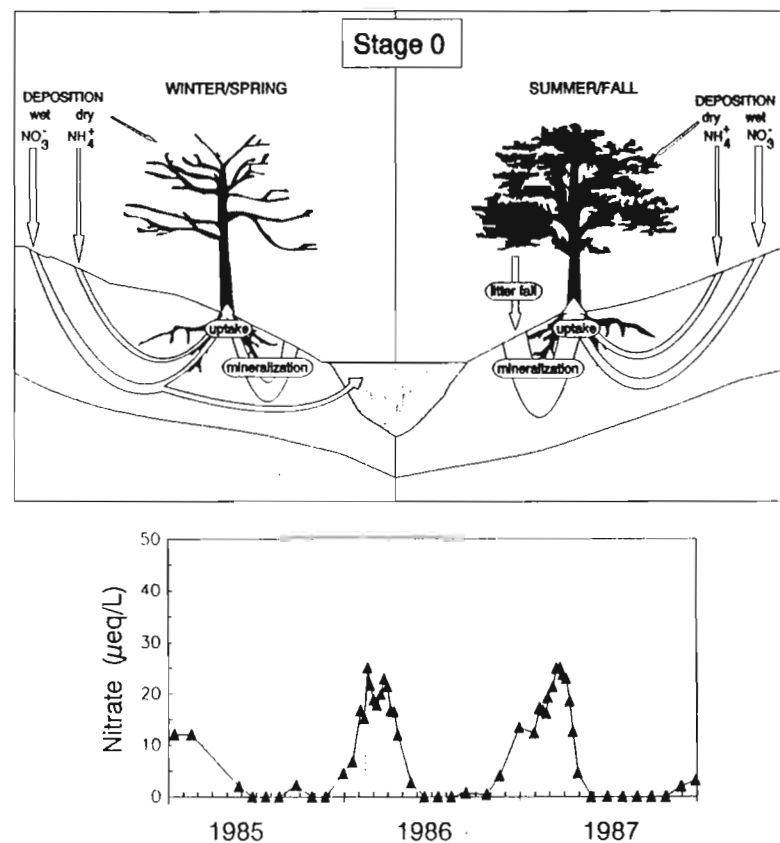 Stage 0
WINTER/SPRING
DEPOSITION
wet dry
NO₃⁻ NH₄⁺
uptake
mineralization
SUMMER/FALL
DEPOSITION
dry wet
NH₄⁺ NO₃⁻
litter fall
uptake
mineralization
Nitrate (µeq/L)
50
40
30
20
10
0
1985 1986 1987